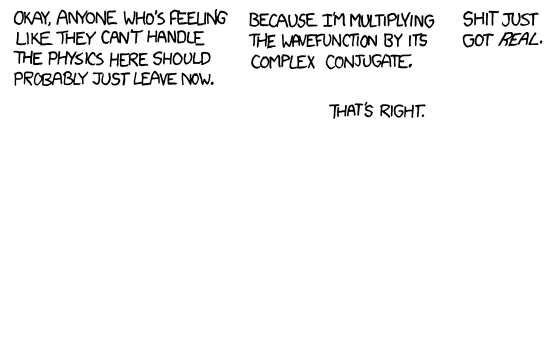 OKAY, ANYONE WHO'S FEELING
LIKE THEY CAN'T HANDLE
THE PHYSICS HERE SHOULD
PROBABLY JUST LEAVE NOW.
BECAUSE I'M MULTIPLYING
THE WAVEFUNCTION BY ITS
COMPLEX CONJUGATE.
THAT'S RIGHT.
SHIT JUST
GOT REAL.